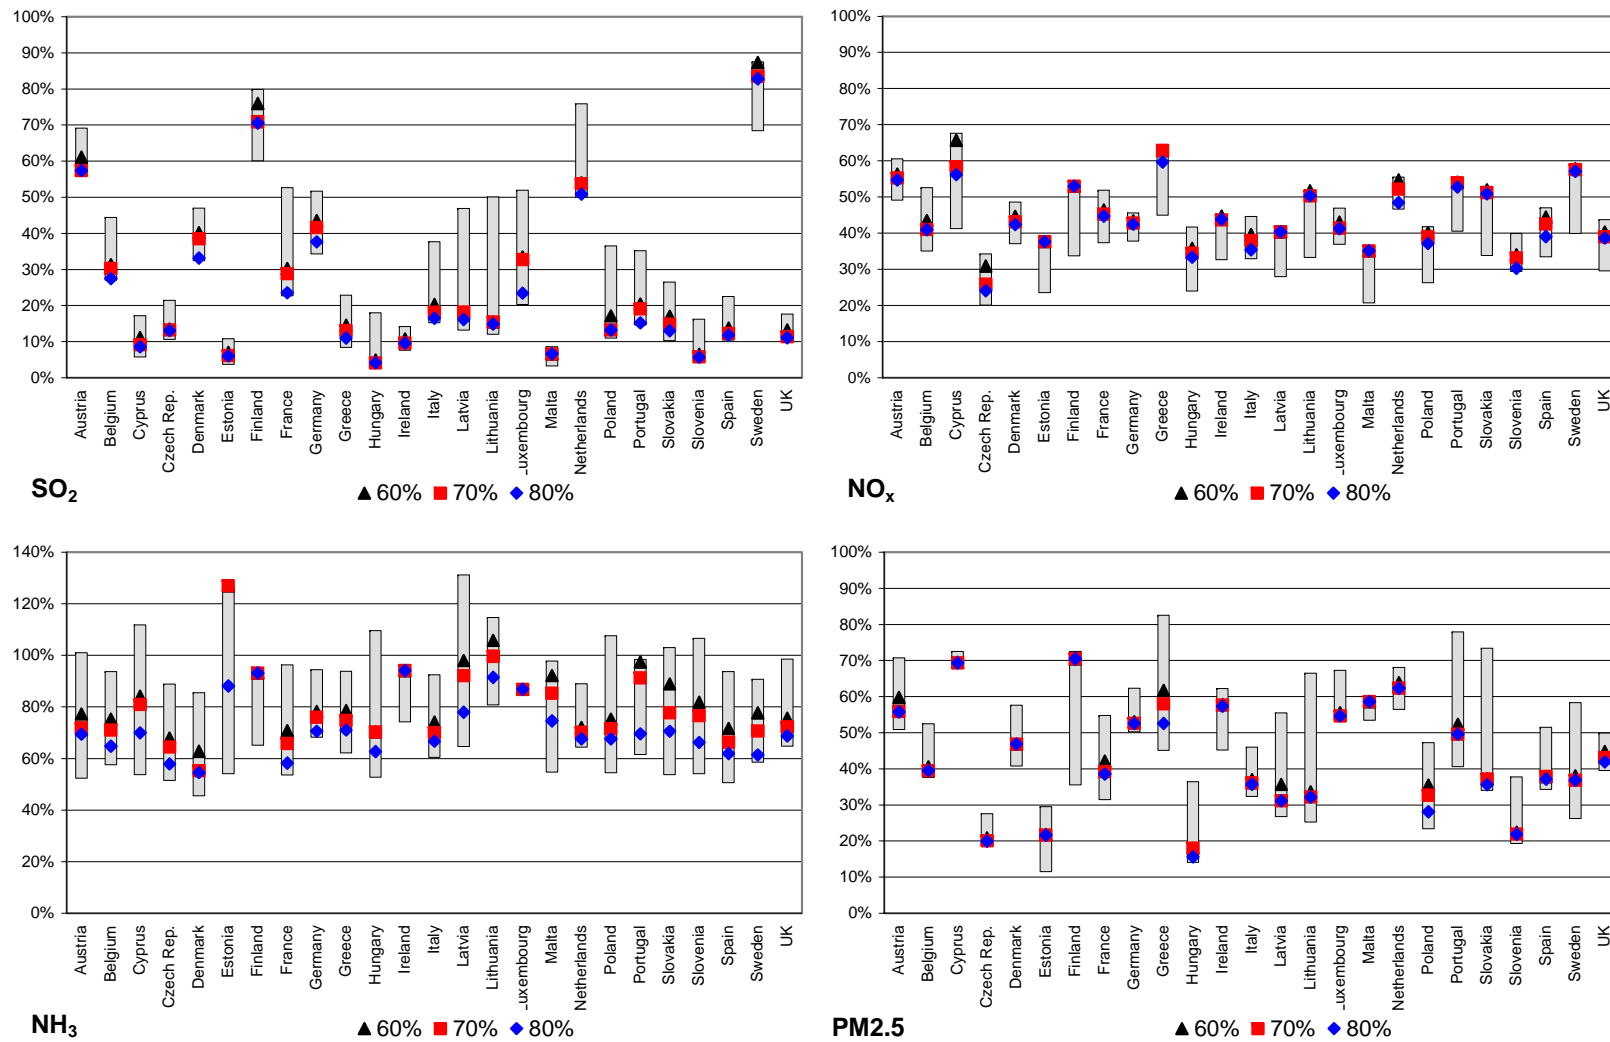 100%
90%
80%
70%
60%
50%
40%
30%
20%
10%
0%
Austria
Belgium
Cyprus
Czech Rep.
Denmark
Estonia
Finland
France
Germany
Greece
Hungary
Ireland
Italy
Latvia
Lithuania
Luxembourg
Malta
Netherlands
Poland
Portugal
Slovakia
Slovenia
Spain
Sweden
UK
SO2
60% 70% 80%
100%
90%
80%
70%
60%
50%
40%
30%
20%
10%
0%
Austria
Belgium
Cyprus
Czech Rep.
Denmark
Estonia
Finland
France
Germany
Greece
Hungary
Ireland
Italy
Latvia
Lithuania
Luxembourg
Malta
Netherlands
Poland
Portugal
Slovakia
Slovenia
Spain
Sweden
UK
NOx
60% 70% 80%
140%
120%
100%
80%
60%
40%
20%
0%
Austria
Belgium
Cyprus
Czech Rep.
Denmark
Estonia
Finland
France
Germany
Greece
Hungary
Ireland
Italy
Latvia
Lithuania
Luxembourg
Malta
Netherlands
Poland
Portugal
Slovakia
Slovenia
Spain
Sweden
UK
NH3
60% 70% 80%
100%
90%
80%
70%
60%
50%
40%
30%
20%
10%
0%
Austria
Belgium
Cyprus
Czech Rep.
Denmark
Estonia
Finland
France
Germany
Greece
Hungary
Ireland
Italy
Latvia
Lithuania
Luxembourg
Malta
Netherlands
Poland
Portugal
Slovakia
Slovenia
Spain
Sweden
UK
PM2.5
60% 70% 80%